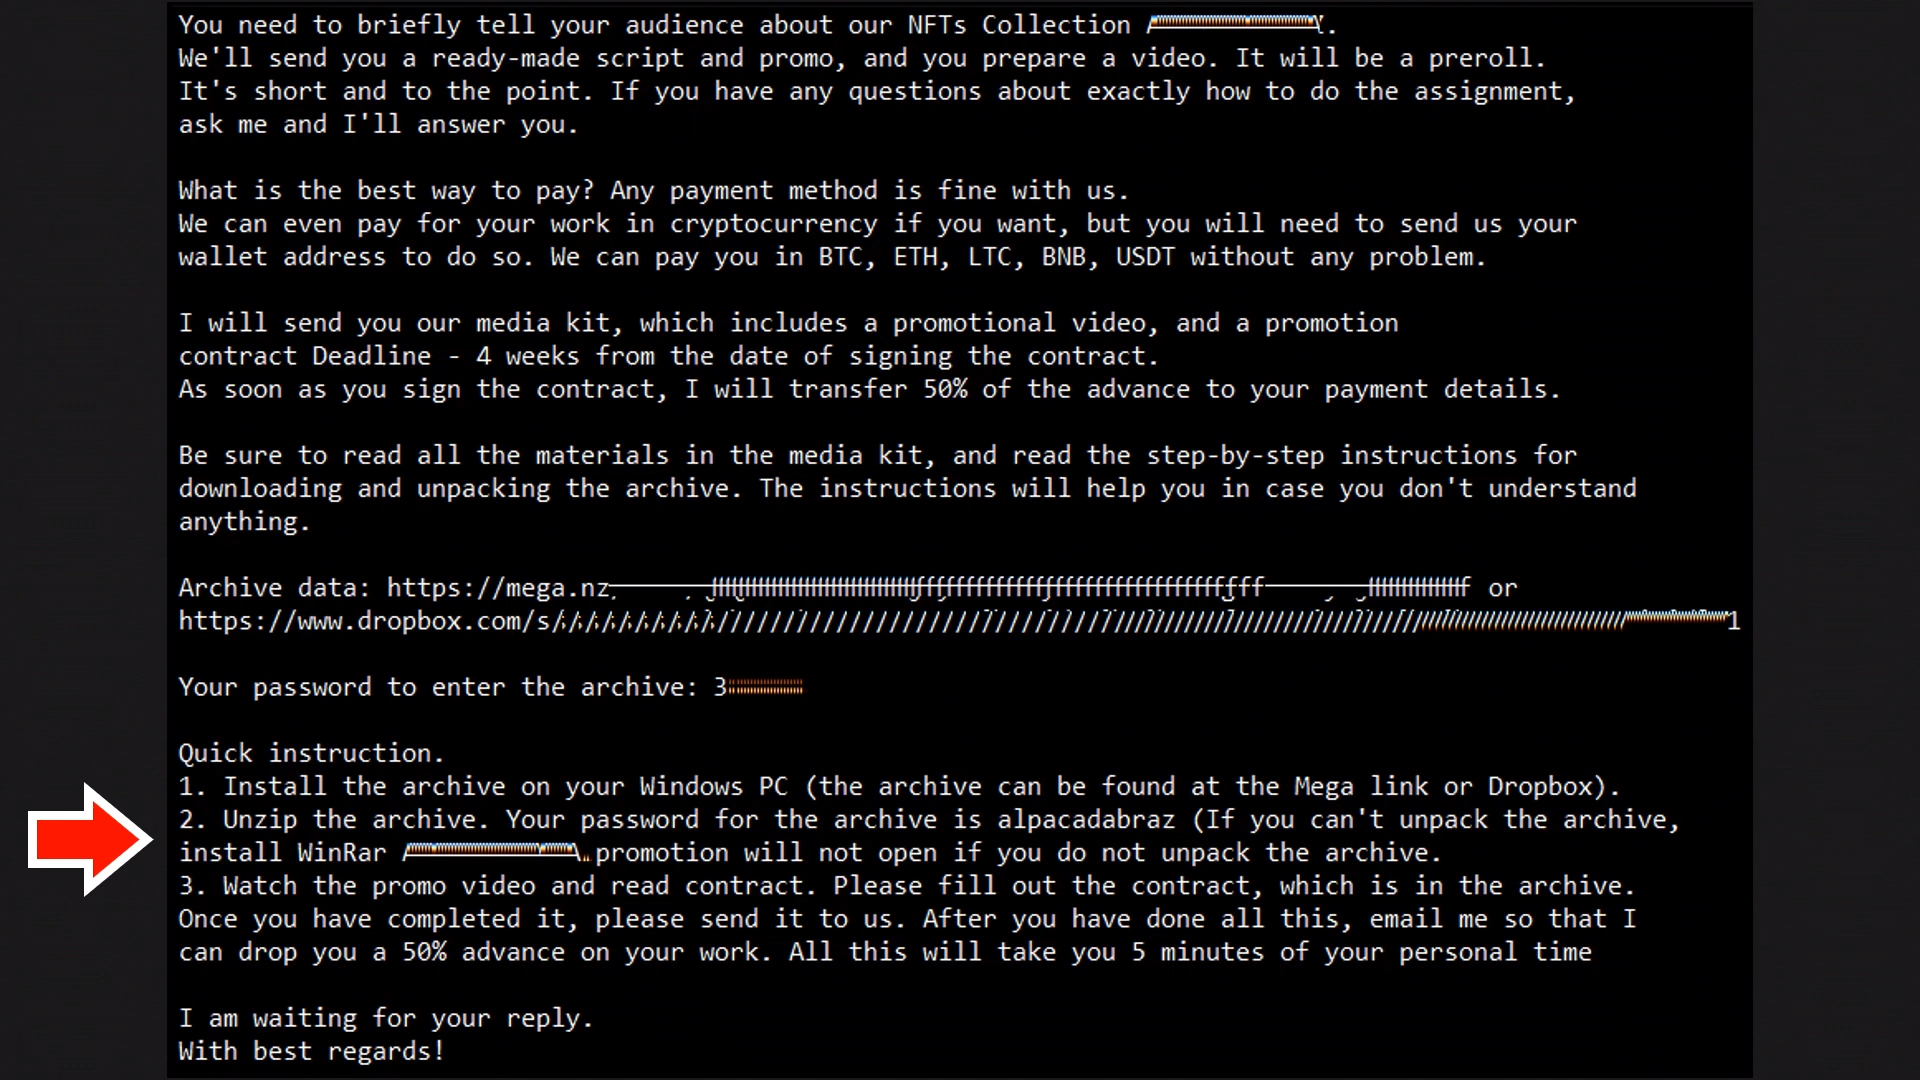 You need to briefly tell your audience about our NFTs Collection
We'll send you a ready-made script and promo, and you prepare a video. It will be a preroll.
It's short and to the point. If you have any questions about exactly how to do the assignment,
ask me and I'll answer you.
What is the best way to pay? Any payment method is fine with us.
We can even pay for your work in cryptocurrency if you want, but you will need to send us your
wallet address to do so. We can pay you in BTC, ETH, LTC, BNB, USDT without any problem.
I will send you our media kit, which includes a promotional video, and a promotion
contract Deadline - 4 weeks from the date of signing the contract.
As soon as you sign the contract, I will transfer 50% of the advance to your payment details.
Be sure to read all the materials in the media kit, and read the step-by-step instructions for
downloading and unpacking the archive. The instructions will help you in case you don't understand
anything.
Archive data: https://mega.nz or
https://www.dropbox.com/s/ 1
Your password to enter the archive: 3
Quick instruction.
1. Install the archive on your Windows PC (the archive can be found at the Mega link or Dropbox).
2. Unzip the archive. Your password for the archive is alpacadabraz (If you can't unpack the archive,
install WinRar promotion will not open if you do not unpack the archive.
3. Watch the promo video and read contract. Please fill out the contract, which is in the archive.
Once you have completed it, please send it to us. After you have done all this, email me so that I
can drop you a 50% advance on your work. All this will take you 5 minutes of your personal time
I am waiting for your reply.
With best regards!